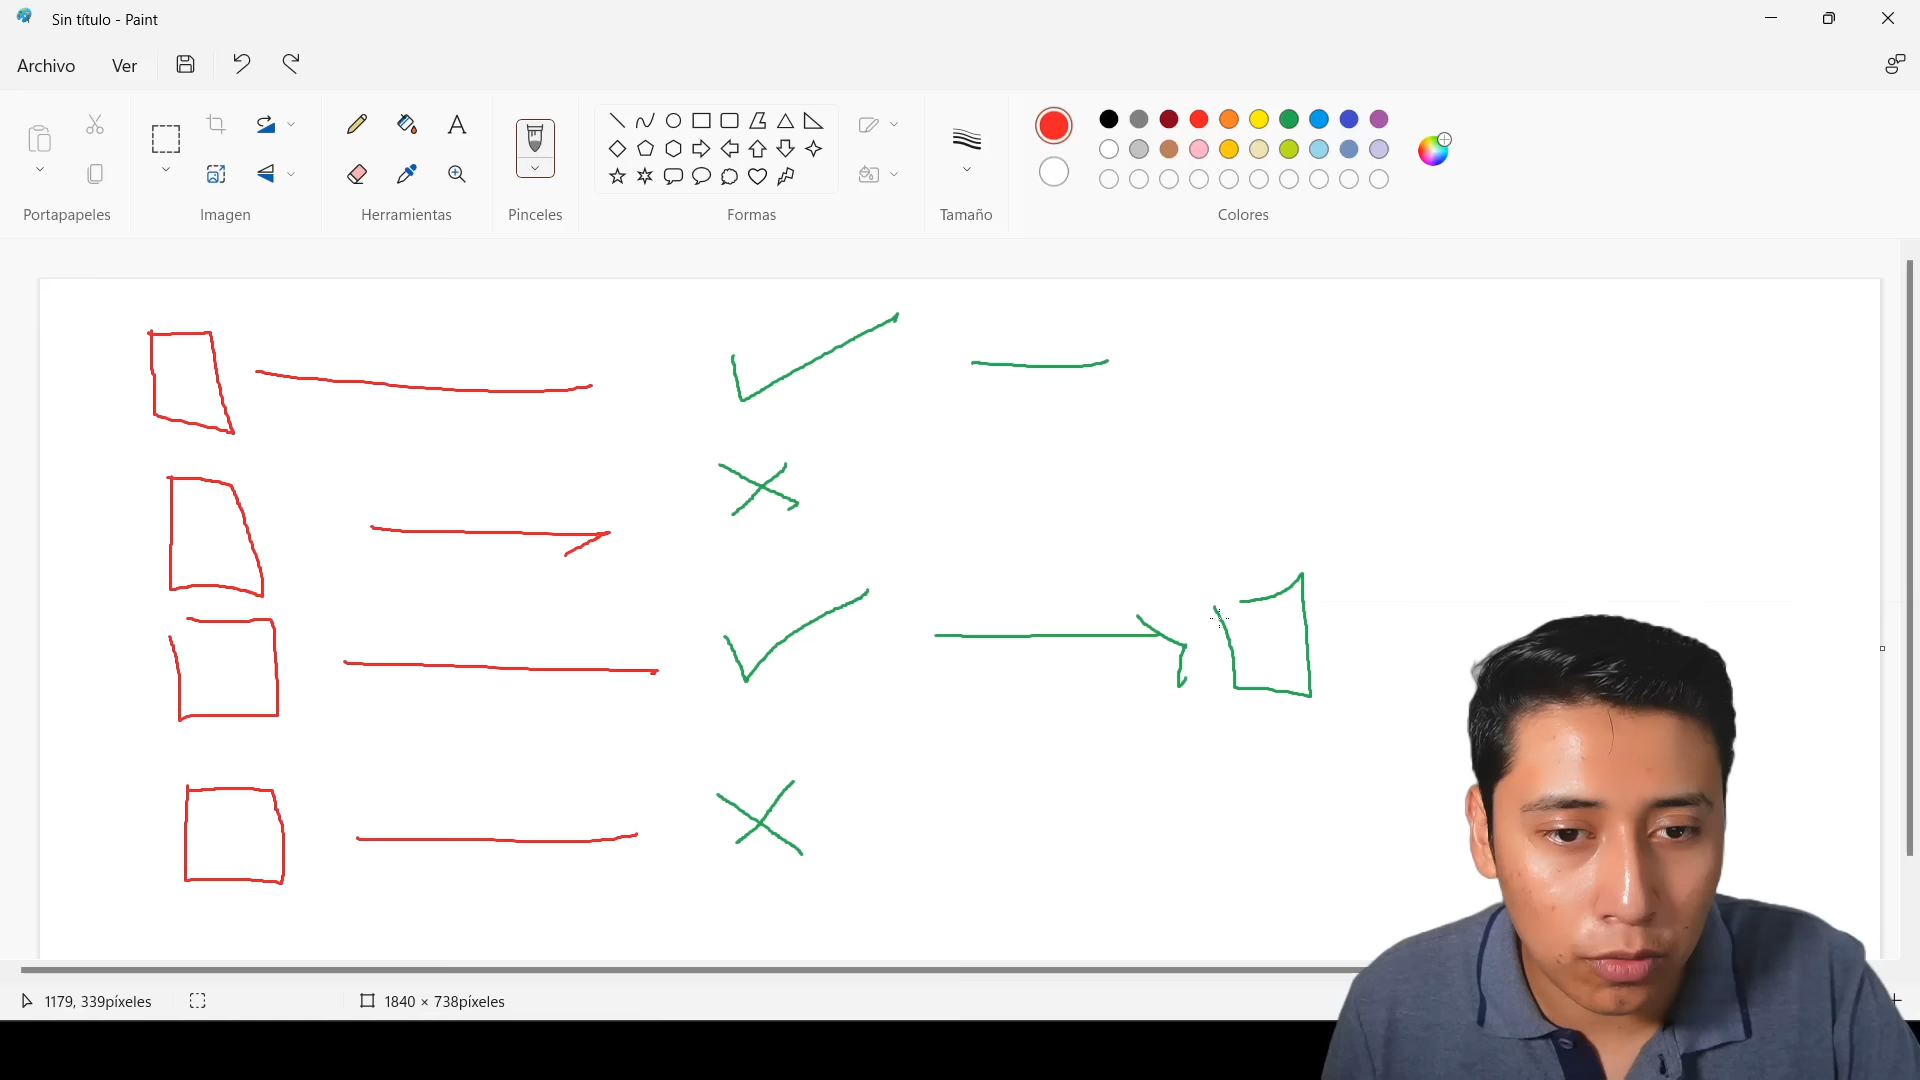 Sin título - Paint
Archivo Ver
Portapapeles Imagen Herramientas Pinceles Formas Tamaño Colores
1179, 339píxeles 1840 × 738píxeles